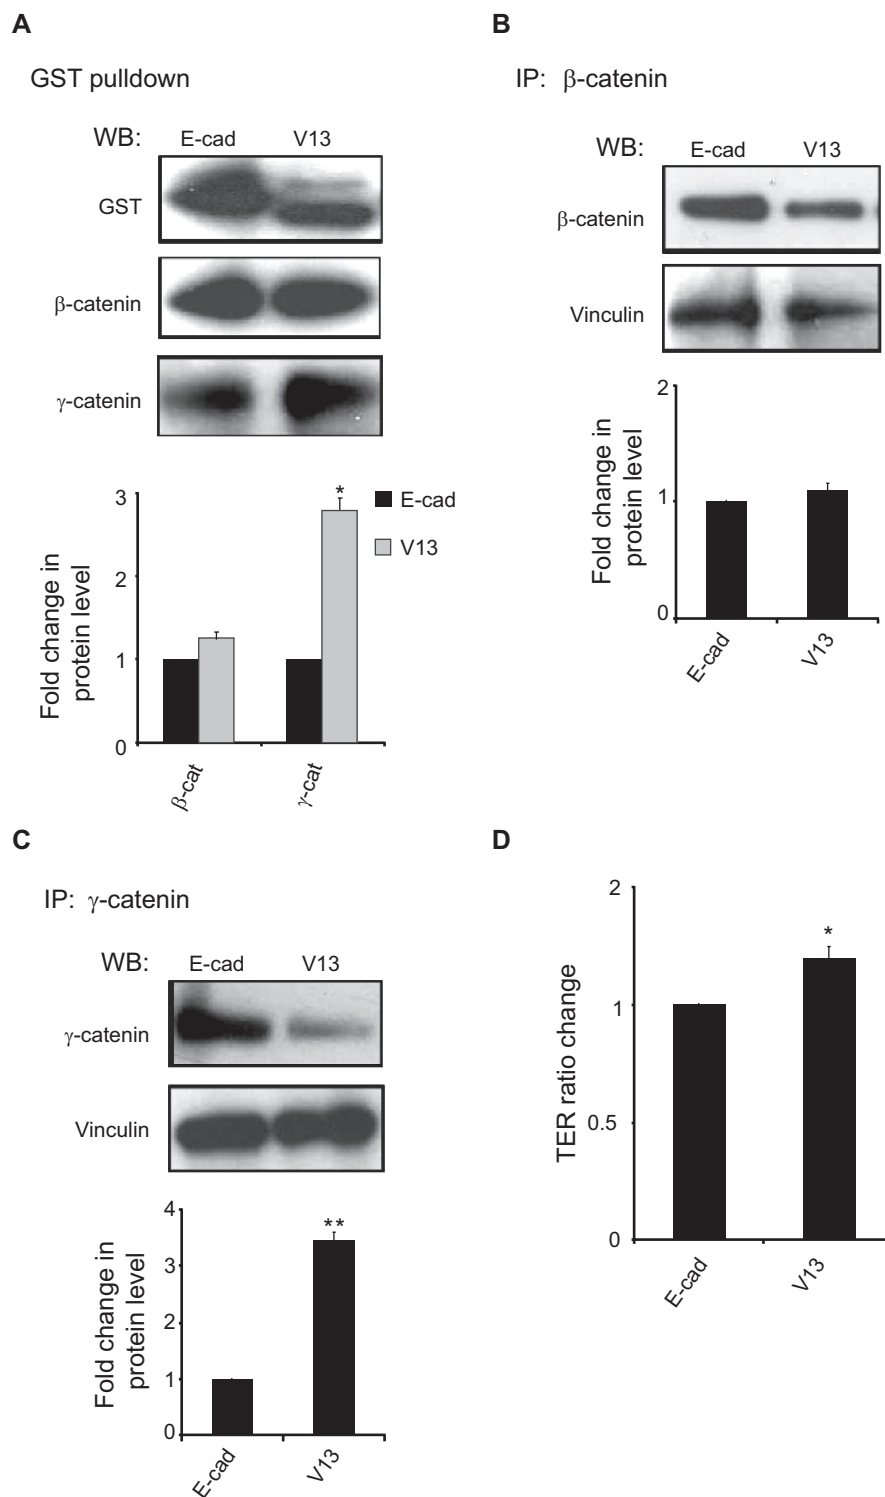 A
GST pulldown
WB: E-cad V13
GST
β-catenin
γ-catenin
3
2
1
0
Fold change in
protein level
*
E-cad
V13
β-cat
γ-cat
B
IP: β-catenin
WB: E-cad V13
β-catenin
Vinculin
2
1
0
Fold change in
protein level
E-cad
V13
C
IP: γ-catenin
WB: E-cad V13
γ-catenin
Vinculin
4
3
2
1
0
Fold change in
protein level
**
E-cad
V13
D
2
1
0.5
0
TER ratio change
*
E-cad
V13